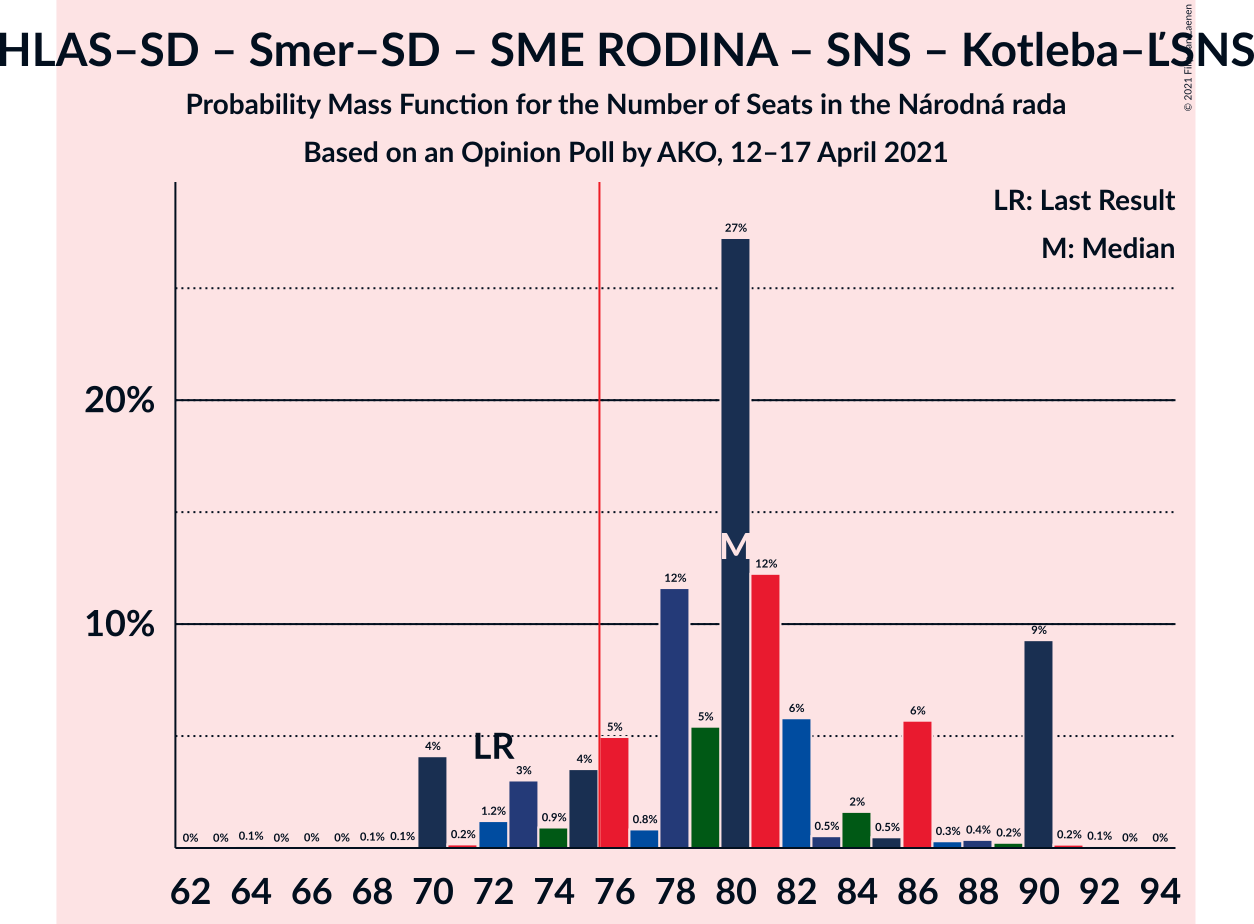 HLAS–SD – Smer–SD – SME RODINA – SNS – Kotleba–ĽSNS
Probability Mass Function for the Number of Seats in the Národná rada
Based on an Opinion Poll by AKO, 12–17 April 2021
© 2021
LR: Last Result
M: Median
20%
10%
0% 0% 0.1% 0% 0% 0% 0.1% 0.1% 4% 0.2% 1.2% 3% 0.9% 4% 5% 0.8% 12% 5% 27% 12% 6% 0.5% 2% 0.5% 6% 0.3% 0.4% 0.2% 9% 0.2% 0.1% 0% 0%
LR
M
62 64 66 68 70 72 74 76 78 80 82 84 86 88 90 92 94